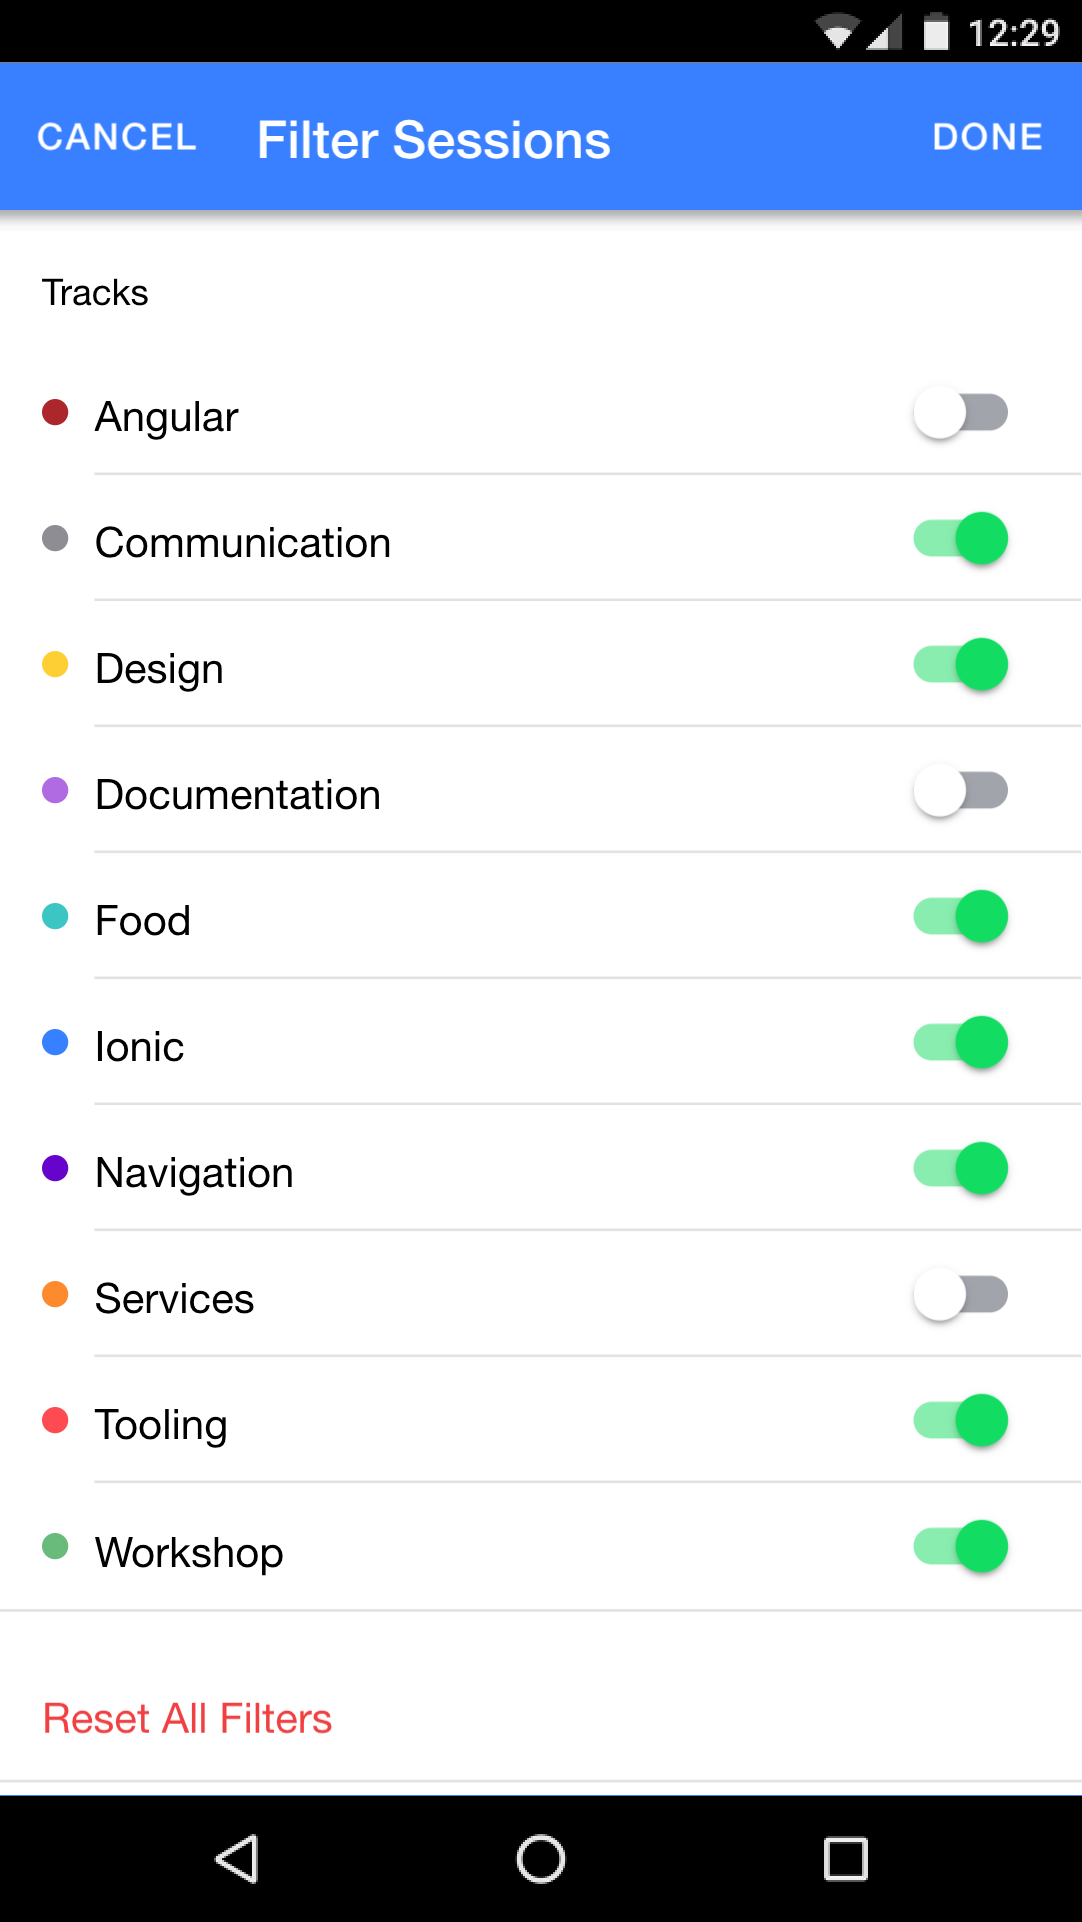 12:29
CANCEL Filter Sessions DONE
Tracks
Angular
Communication
Design
Documentation
Food
Ionic
Navigation
Services
Tooling
Workshop
Reset All Filters